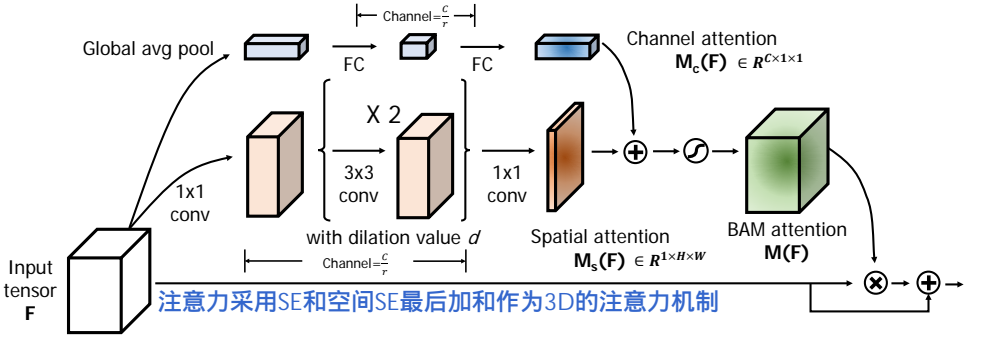 Channel=C/r
Global avg pool
FC
FC
Channel attention
Mc(F) ∈ R^C×1×1
X 2
1x1
conv
3x3
conv
1x1
conv
with dilation value d
Channel=C/r
Spatial attention
Ms(F) ∈ R^1×H×W
BAM attention
M(F)
Input
tensor
F
注意力采用SE和空间SE最后加和作为3D的注意力机制